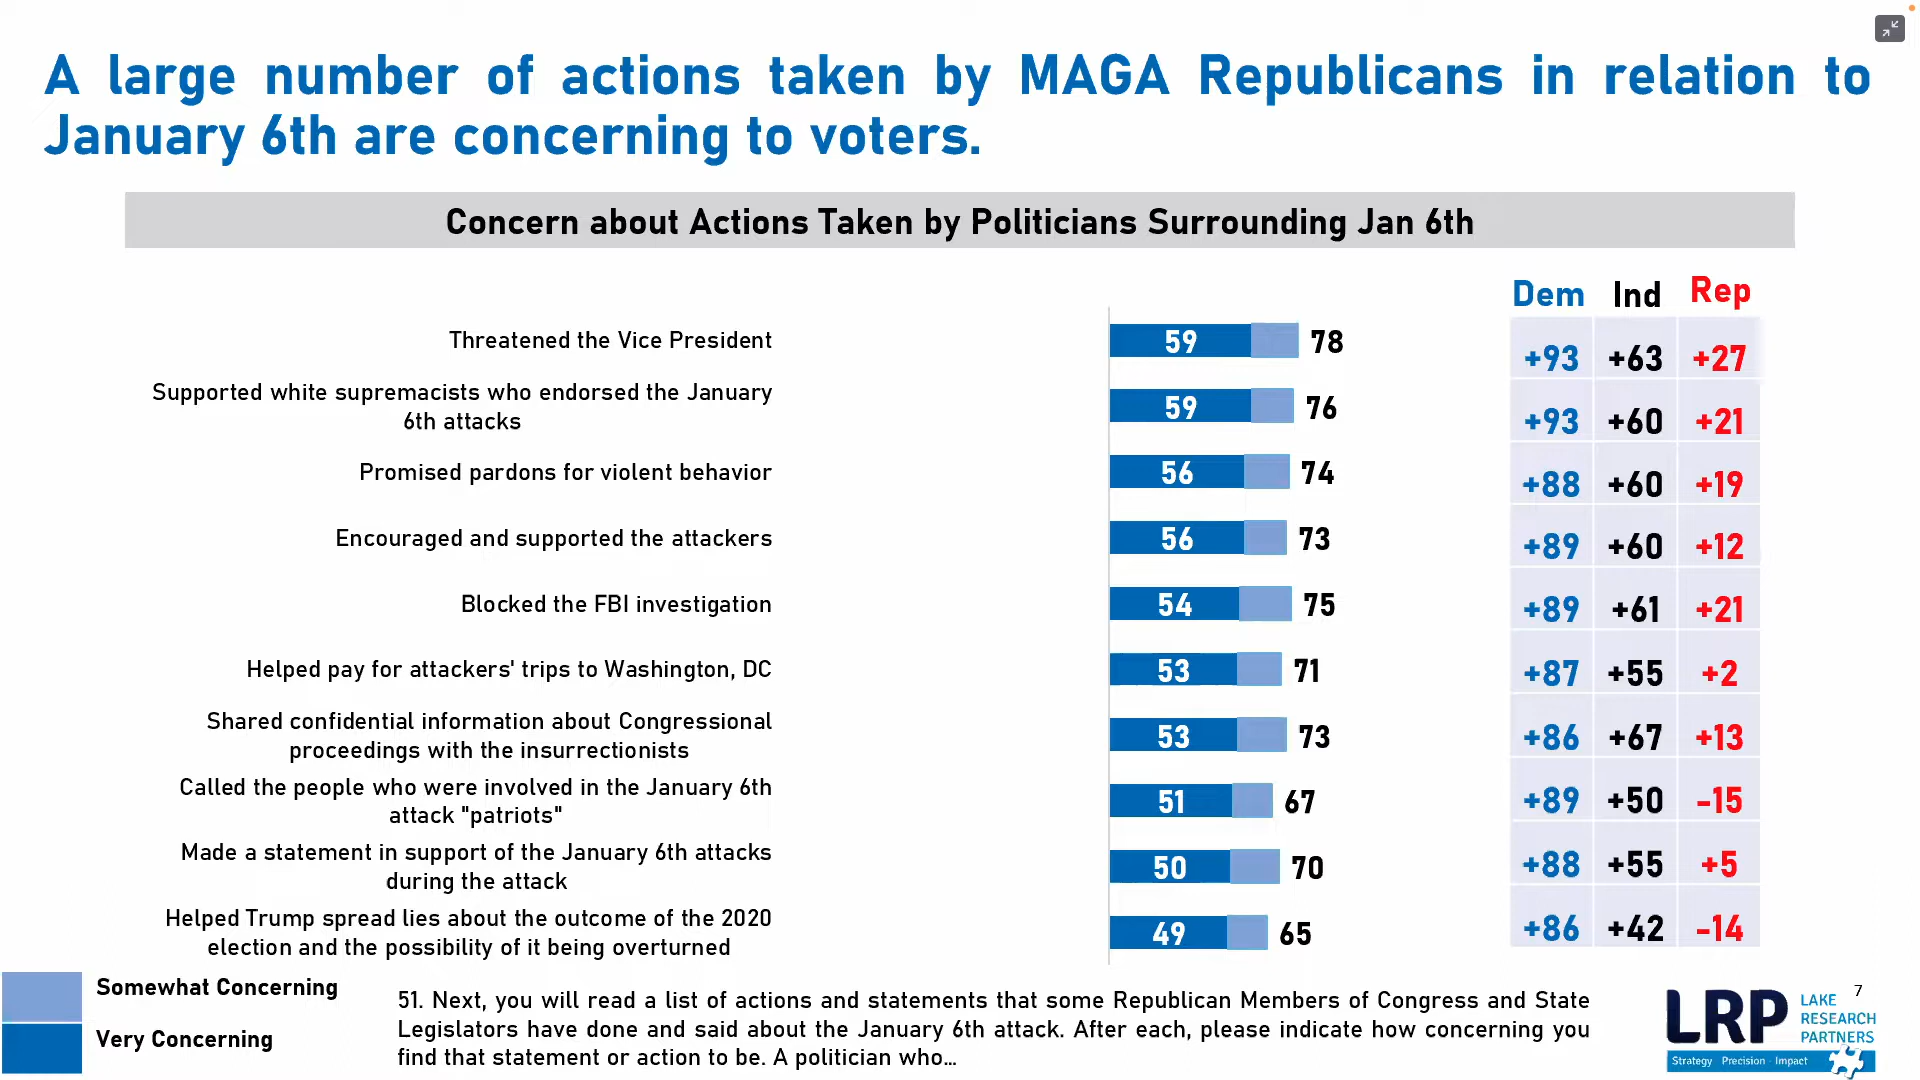 A large number of actions taken by MAGA Republicans in relation to
January 6th are concerning to voters.
Concern about Actions Taken by Politicians Surrounding Jan 6th
Dem Ind Rep
Threatened the Vice President 59 78 +93 +63 +27
Supported white supremacists who endorsed the January
6th attacks 59 76 +93 +60 +21
Promised pardons for violent behavior 56 74 +88 +60 +19
Encouraged and supported the attackers 56 73 +89 +60 +12
Blocked the FBI investigation 54 75 +89 +61 +21
Helped pay for attackers' trips to Washington, DC 53 71 +87 +55 +2
Shared confidential information about Congressional
proceedings with the insurrectionists 53 73 +86 +67 +13
Called the people who were involved in the January 6th
attack "patriots" 51 67 +89 +50 -15
Made a statement in support of the January 6th attacks
during the attack 50 70 +88 +55 +5
Helped Trump spread lies about the outcome of the 2020
election and the possibility of it being overturned 49 65 +86 +42 -14
Somewhat Concerning
Very Concerning
51. Next, you will read a list of actions and statements that some Republican Members of Congress and State
Legislators have done and said about the January 6th attack. After each, please indicate how concerning you
find that statement or action to be. A politician who…
7
LRP LAKE
RESEARCH
PARTNERS
Strategy Precision · Impact